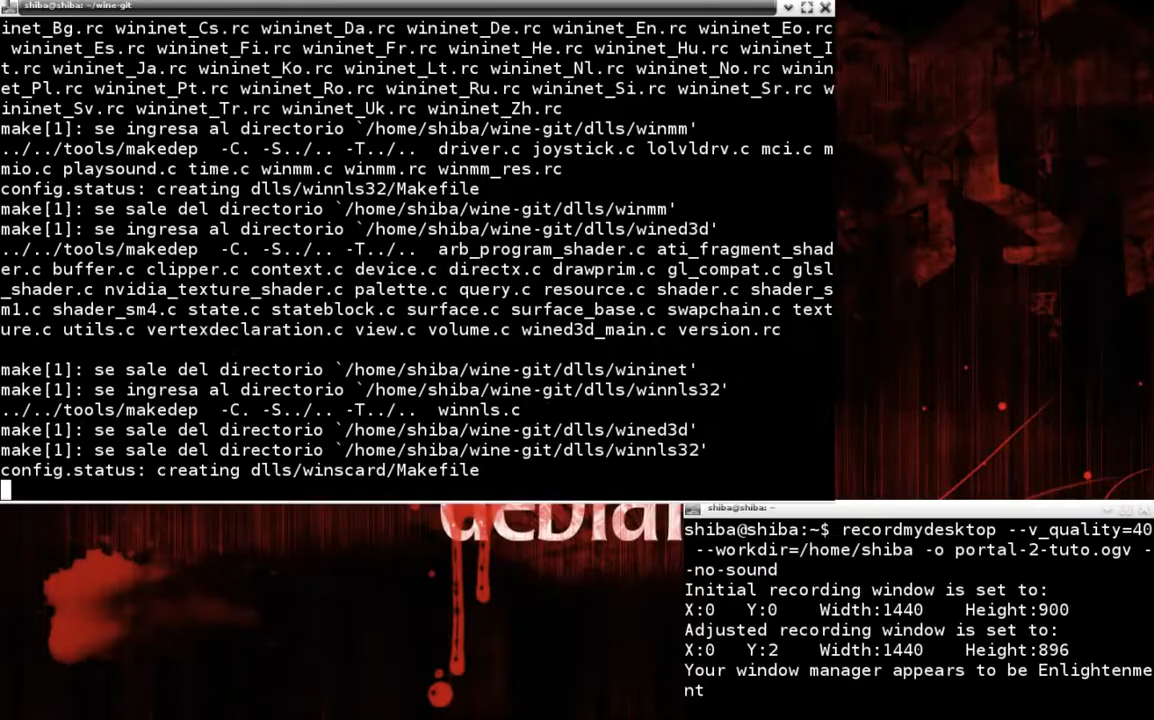 shiba@shiba: ~/wine-git
inet_Bg.rc wininet_Cs.rc wininet_Da.rc wininet_De.rc wininet_En.rc wininet_Eo.rc
wininet_Es.rc wininet_Fi.rc wininet_Fr.rc wininet_He.rc wininet_Hu.rc wininet_I
t.rc wininet_Ja.rc wininet_Ko.rc wininet_Lt.rc wininet_Nl.rc wininet_No.rc winin
et_Pl.rc wininet_Pt.rc wininet_Ro.rc wininet_Ru.rc wininet_Si.rc wininet_Sr.rc w
ininet_Sv.rc wininet_Tr.rc wininet_Uk.rc wininet_Zh.rc
make[1]: se ingresa al directorio `/home/shiba/wine-git/dlls/winmm'
../../tools/makedep  -C. -S../.. -T../..  driver.c joystick.c lolvldrv.c mci.c m
mio.c playsound.c time.c winmm.c winmm.rc winmm_res.rc
config.status: creating dlls/winnls32/Makefile
make[1]: se sale del directorio `/home/shiba/wine-git/dlls/winmm'
make[1]: se ingresa al directorio `/home/shiba/wine-git/dlls/wined3d'
../../tools/makedep  -C. -S../.. -T../..  arb_program_shader.c ati_fragment_shad
er.c buffer.c clipper.c context.c device.c directx.c drawprim.c gl_compat.c glsl
_shader.c nvidia_texture_shader.c palette.c query.c resource.c shader.c shader_s
m1.c shader_sm4.c state.c stateblock.c surface.c surface_base.c swapchain.c text
ure.c utils.c vertexdeclaration.c view.c volume.c wined3d_main.c version.rc
make[1]: se sale del directorio `/home/shiba/wine-git/dlls/wininet'
make[1]: se ingresa al directorio `/home/shiba/wine-git/dlls/winnls32'
../../tools/makedep  -C. -S../.. -T../..  winnls.c
make[1]: se sale del directorio `/home/shiba/wine-git/dlls/wined3d'
make[1]: se sale del directorio `/home/shiba/wine-git/dlls/winnls32'
config.status: creating dlls/winscard/Makefile
debian
shiba@shiba: ~
shiba@shiba:~$ recordmydesktop --v_quality=40
--workdir=/home/shiba -o portal-2-tuto.ogv -
-no-sound
Initial recording window is set to:
X:0   Y:0    Width:1440    Height:900
Adjusted recording window is set to:
X:0   Y:2    Width:1440    Height:896
Your window manager appears to be Enlightenme
nt